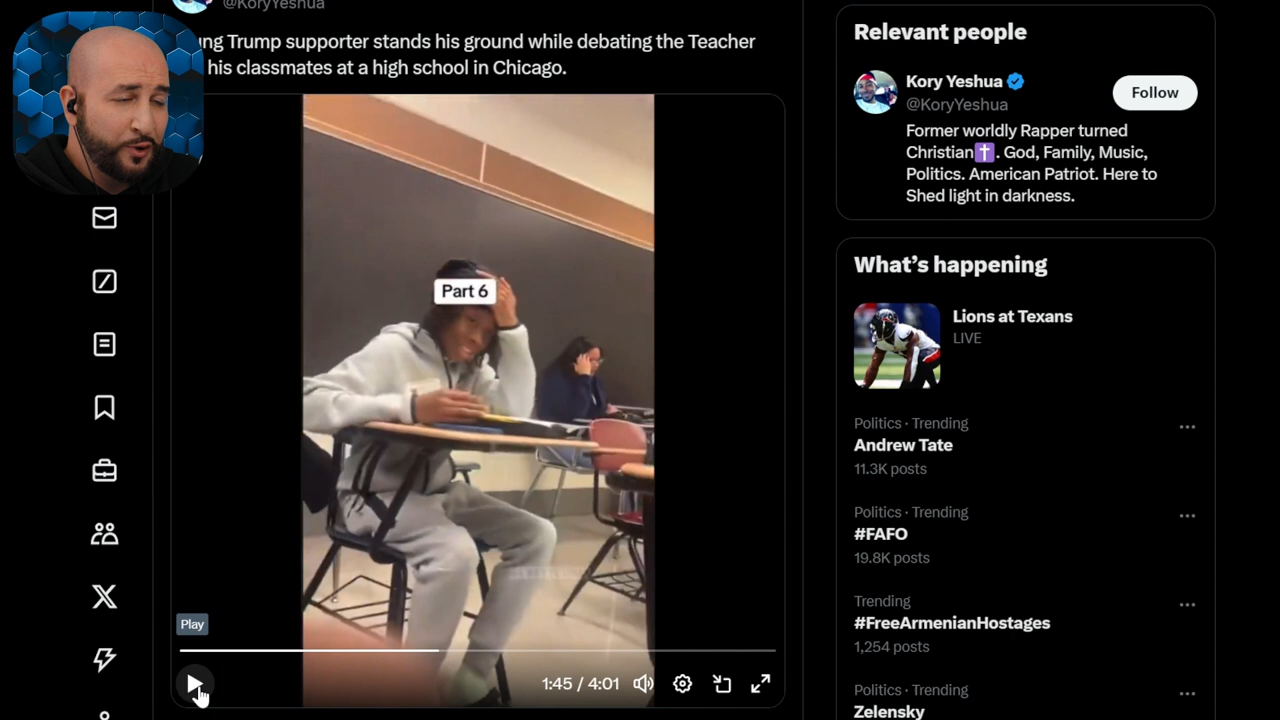 @KoryYeshua
ung Trump supporter stands his ground while debating the Teacher
his classmates at a high school in Chicago.
Part 6
Play
1:45 / 4:01
Relevant people
Kory Yeshua
@KoryYeshua
Follow
Former worldly Rapper turned
Christian✝️. God, Family, Music,
Politics. American Patriot. Here to
Shed light in darkness.
What's happening
Lions at Texans
LIVE
Politics · Trending
Andrew Tate
11.3K posts
Politics · Trending
#FAFO
19.8K posts
Trending
#FreeArmenianHostages
1,254 posts
Politics · Trending
Zelensky